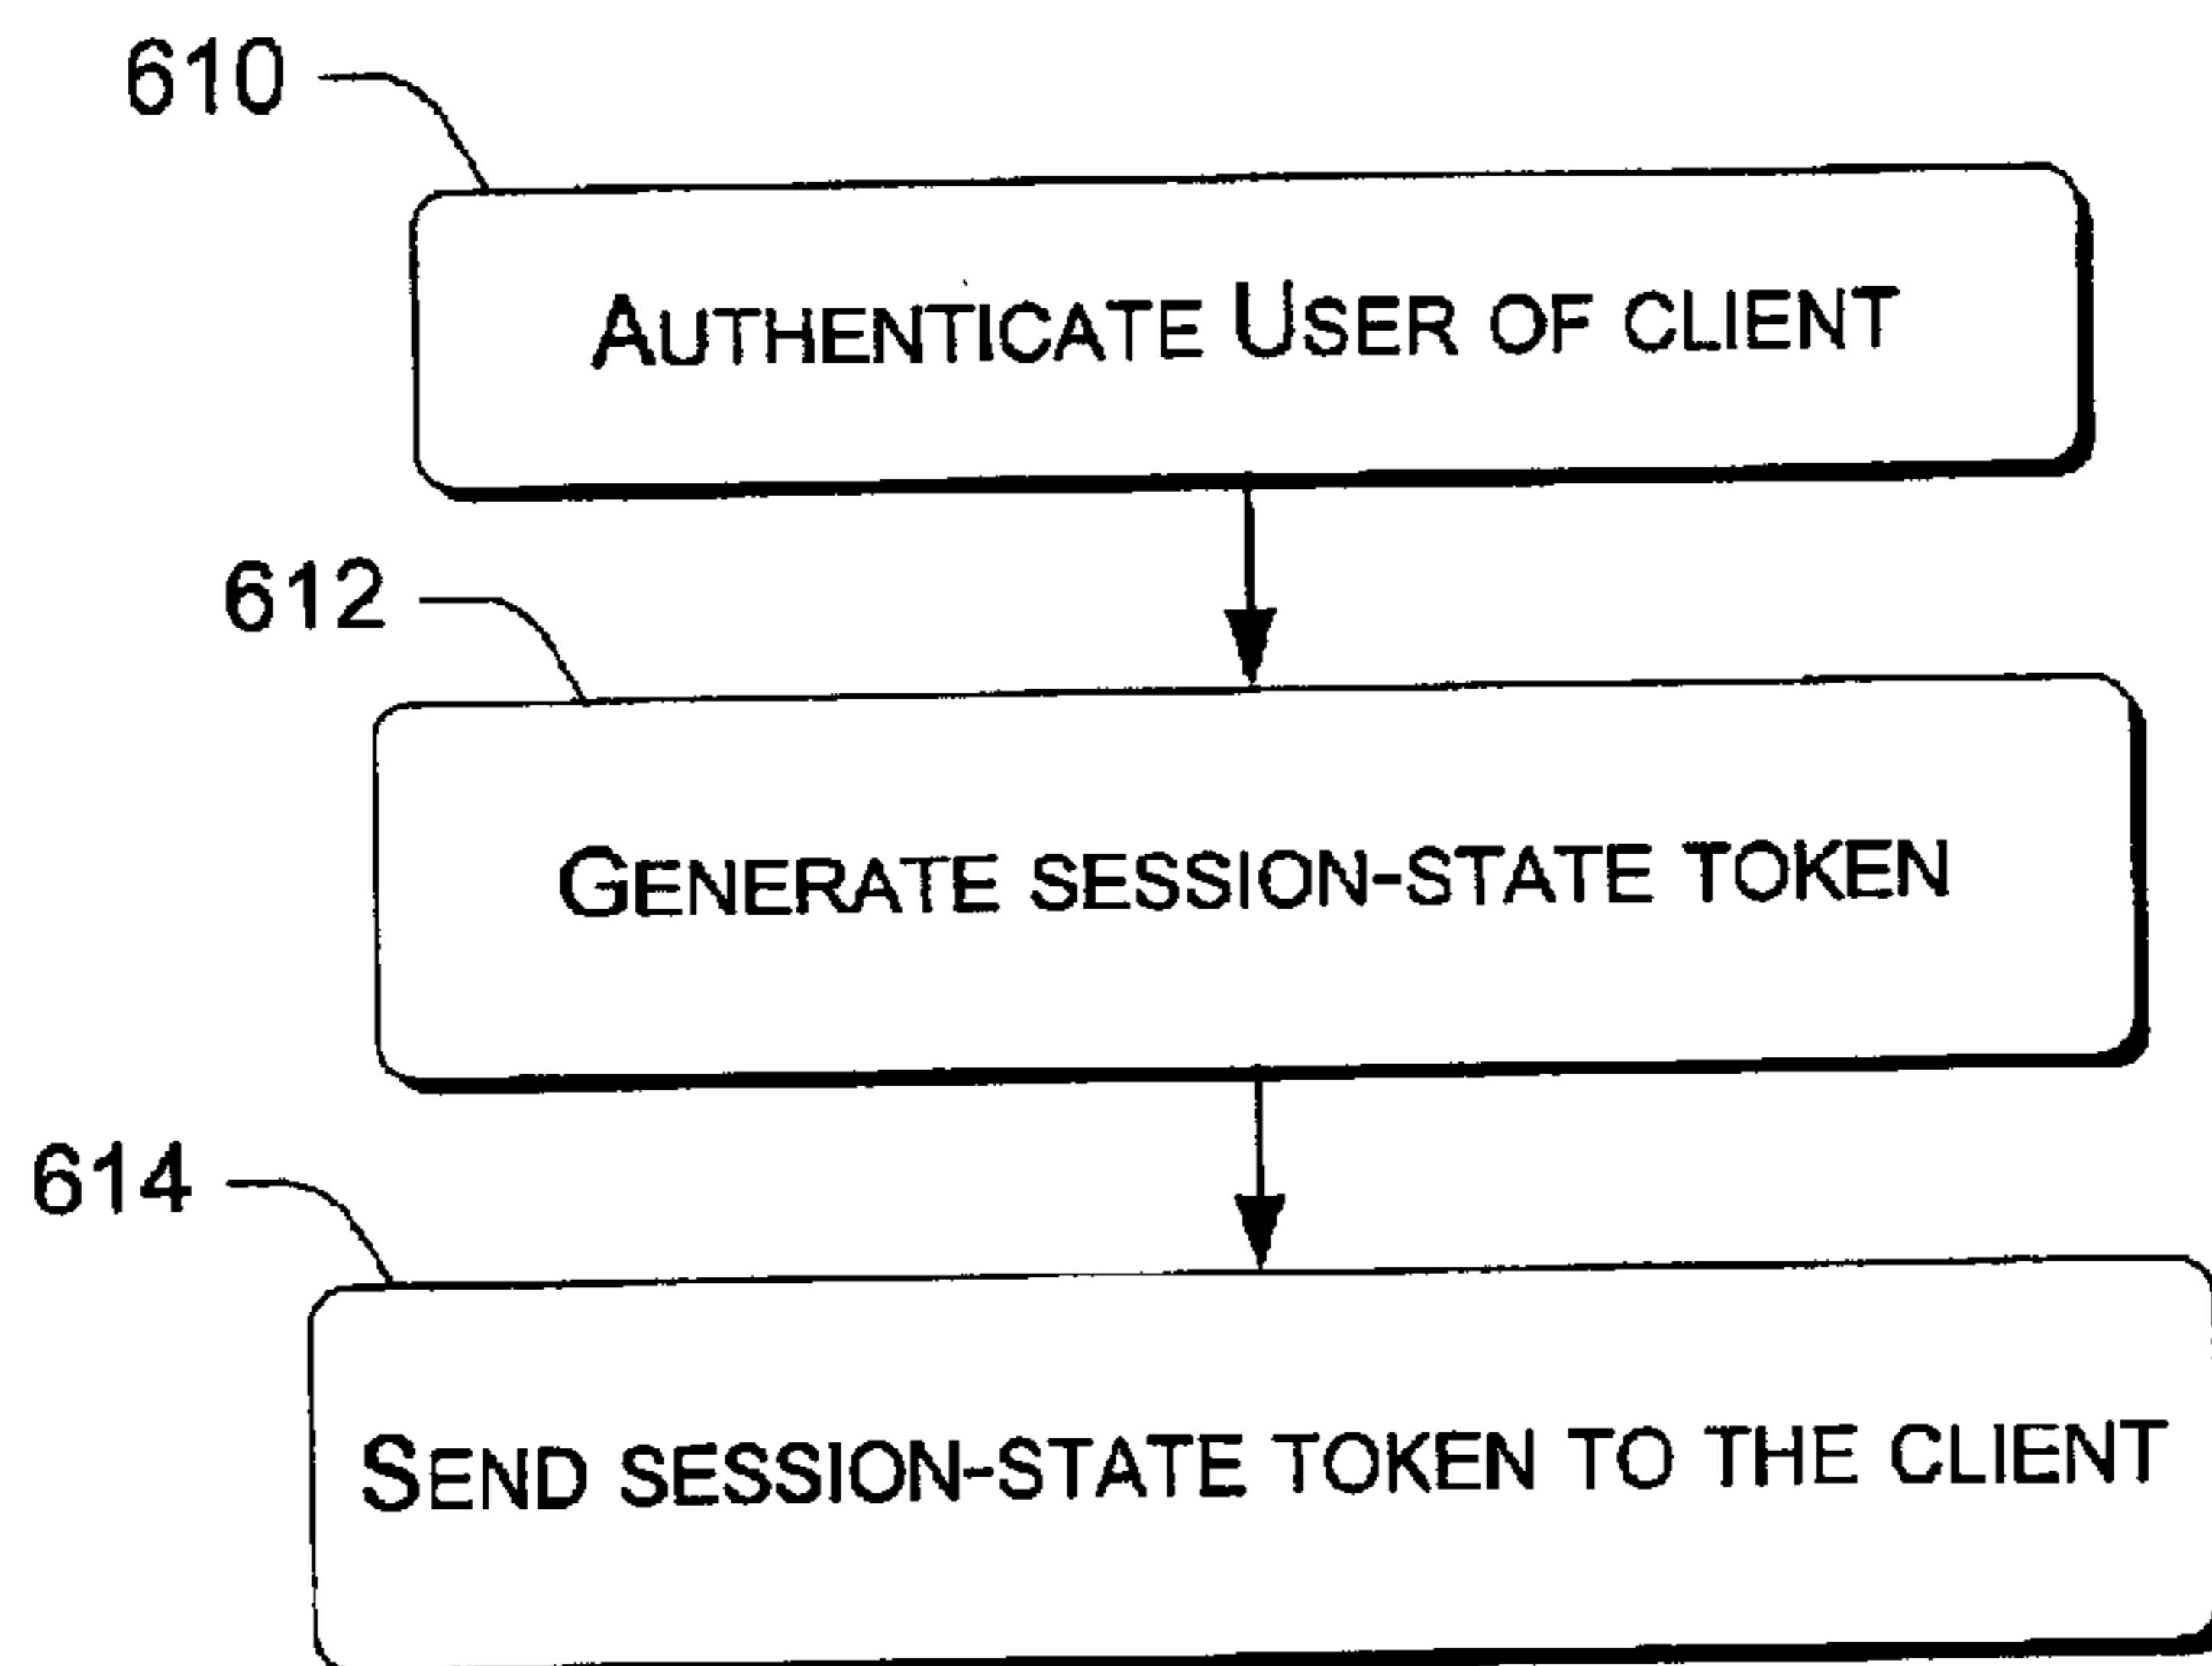 610
AUTHENTICATE USER OF CLIENT
612
GENERATE SESSION-STATE TOKEN
614
SEND SESSION-STATE TOKEN TO THE CLIENT